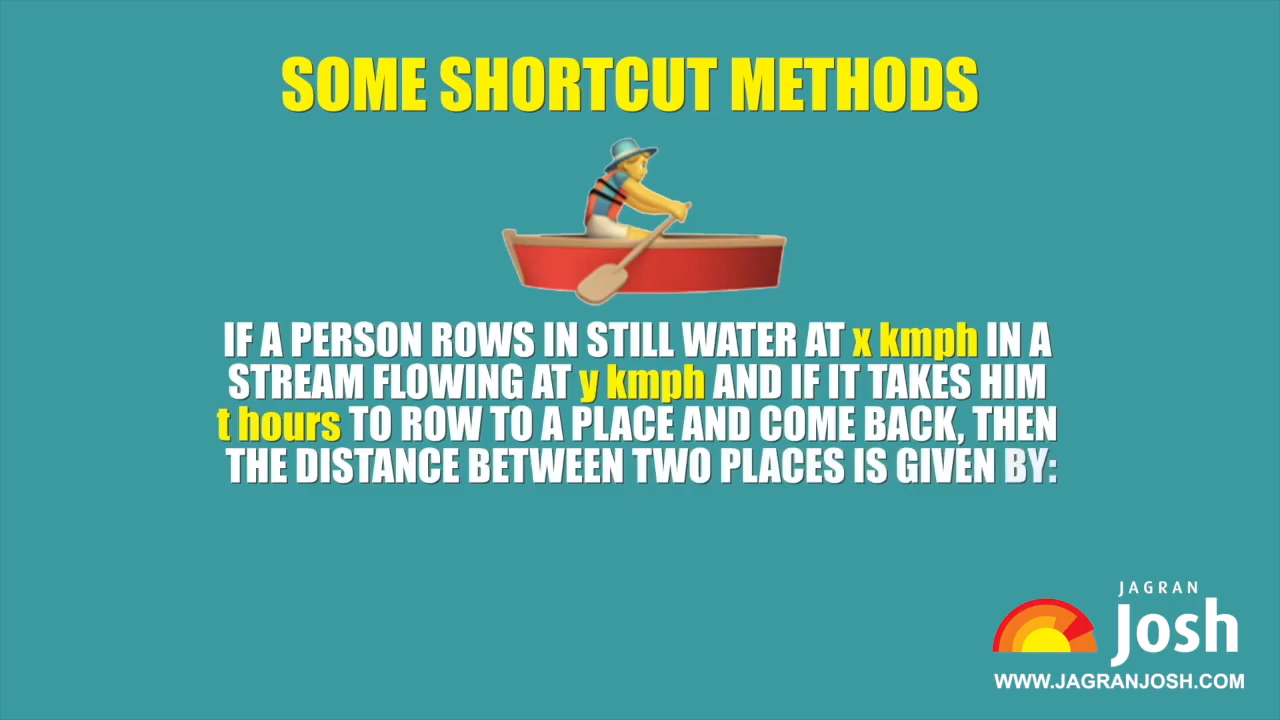 SOME SHORTCUT METHODS
IF A PERSON ROWS IN STILL WATER AT x kmph IN A
STREAM FLOWING AT y kmph AND IF IT TAKES HIM
t hours TO ROW TO A PLACE AND COME BACK, THEN
THE DISTANCE BETWEEN TWO PLACES IS GIVEN BY:
JAGRAN
Josh
WWW.JAGRANJOSH.COM